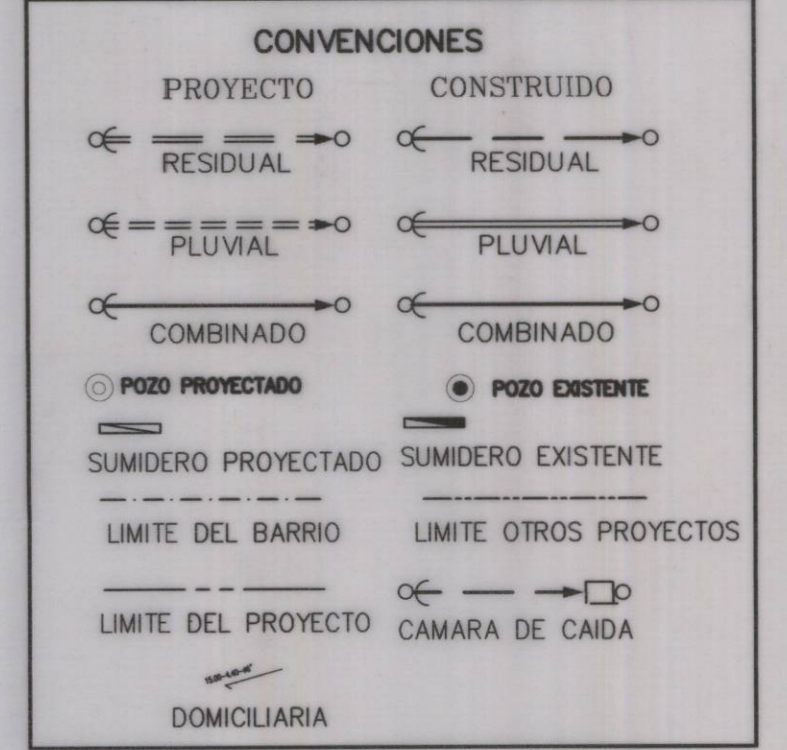 CONVENCIONES
PROYECTO CONSTRUIDO
RESIDUAL RESIDUAL
PLUVIAL PLUVIAL
COMBINADO COMBINADO
POZO PROYECTADO POZO EXISTENTE
SUMIDERO PROYECTADO SUMIDERO EXISTENTE
LIMITE DEL BARRIO LIMITE OTROS PROYECTOS
LIMITE DEL PROYECTO CAMARA DE CAIDA
DOMICILIARIA